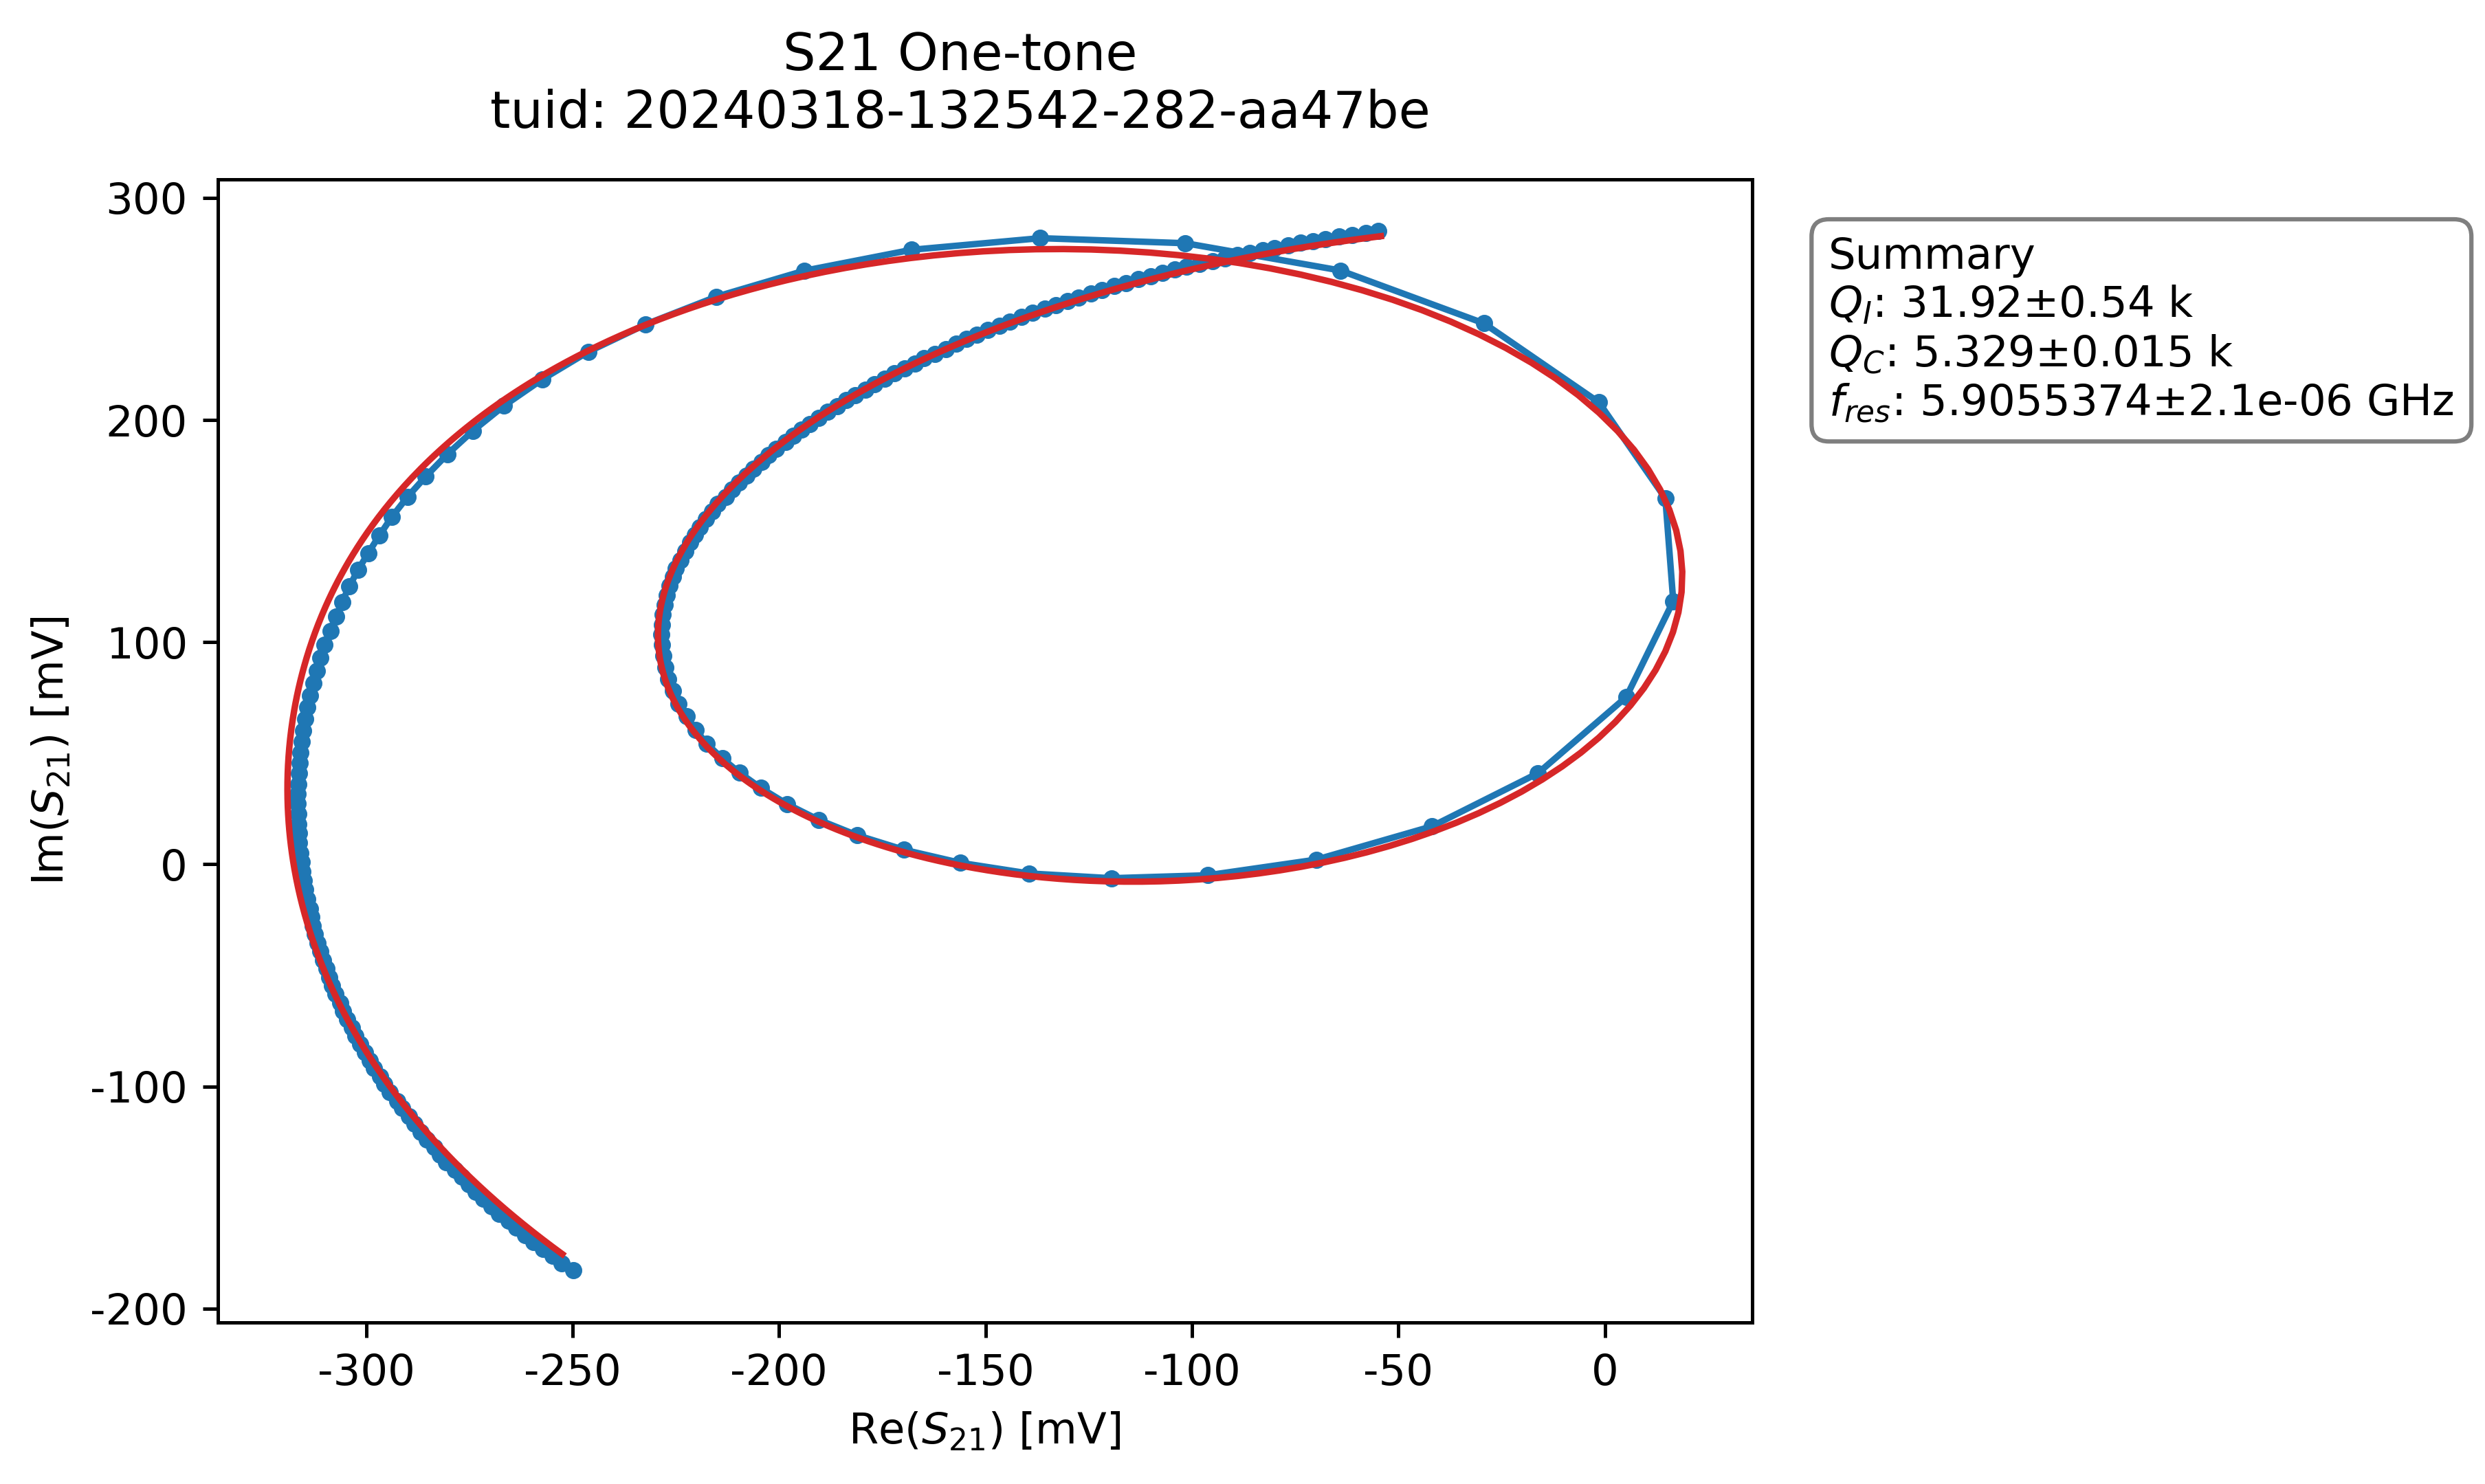 S21 One-tone
tuid: 20240318-132542-282-aa47be
300
200
100
0
-100
-200
Im(S21) [mV]
-300
-250
-200
-150
-100
-50
0
Re(S21) [mV]
Summary
QI: 31.92±0.54 k
QC: 5.329±0.015 k
fres: 5.9055374±2.1e-06 GHz